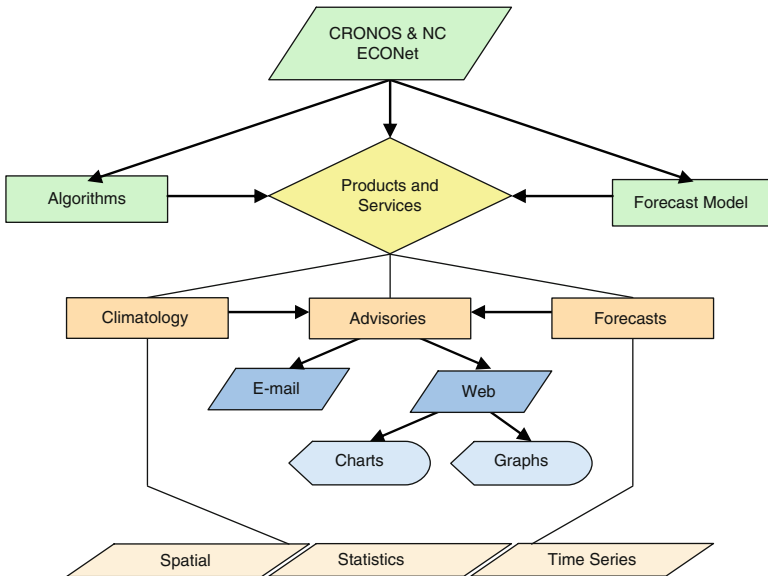 CRONOS & NC
ECONet
Algorithms
Products and
Services
Forecast Model
Climatology
Advisories
Forecasts
E-mail
Web
Charts
Graphs
Spatial
Statistics
Time Series